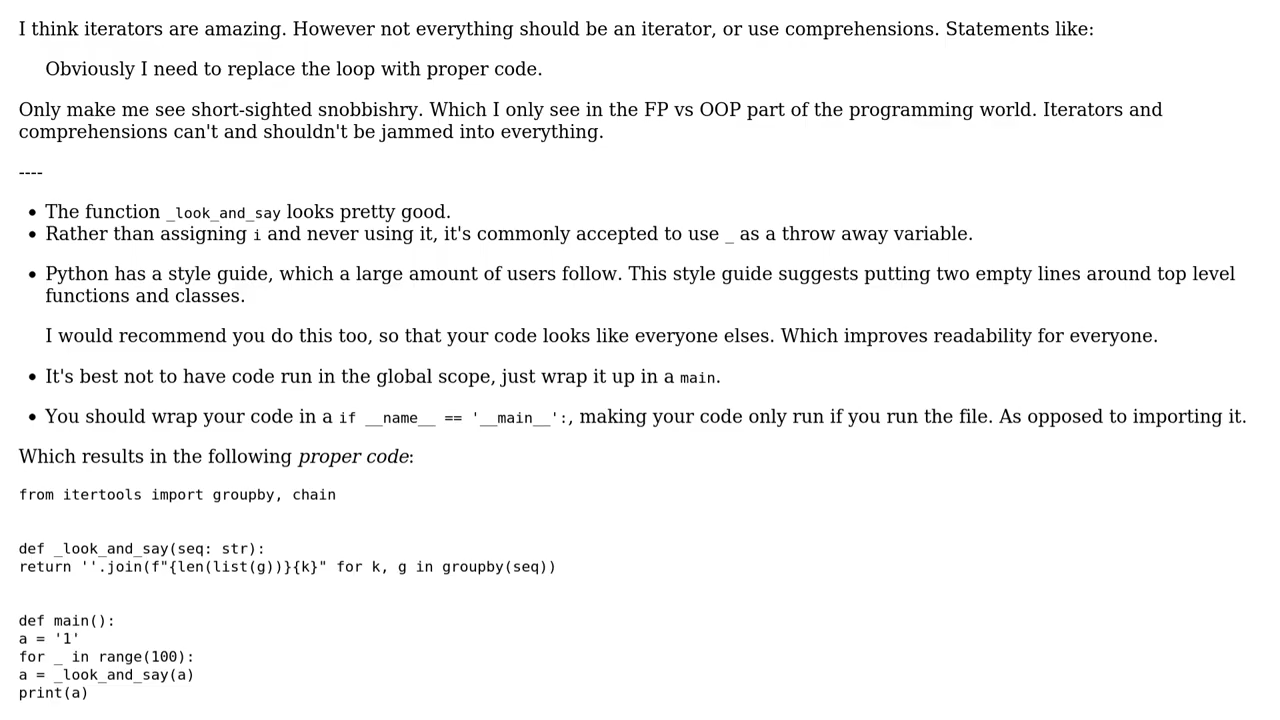 I think iterators are amazing. However not everything should be an iterator, or use comprehensions. Statements like:
Obviously I need to replace the loop with proper code.
Only make me see short-sighted snobbishry. Which I only see in the FP vs OOP part of the programming world. Iterators and
comprehensions can't and shouldn't be jammed into everything.
----
• The function _look_and_say looks pretty good.
• Rather than assigning i and never using it, it's commonly accepted to use _ as a throw away variable.
• Python has a style guide, which a large amount of users follow. This style guide suggests putting two empty lines around top level
functions and classes.
I would recommend you do this too, so that your code looks like everyone elses. Which improves readability for everyone.
• It's best not to have code run in the global scope, just wrap it up in a main.
• You should wrap your code in a if __name__ == '__main__':, making your code only run if you run the file. As opposed to importing it.
Which results in the following proper code:
from itertools import groupby, chain
def _look_and_say(seq: str):
return ''.join(f"{len(list(g))}{k}" for k, g in groupby(seq))
def main():
a = '1'
for _ in range(100):
a = _look_and_say(a)
print(a)